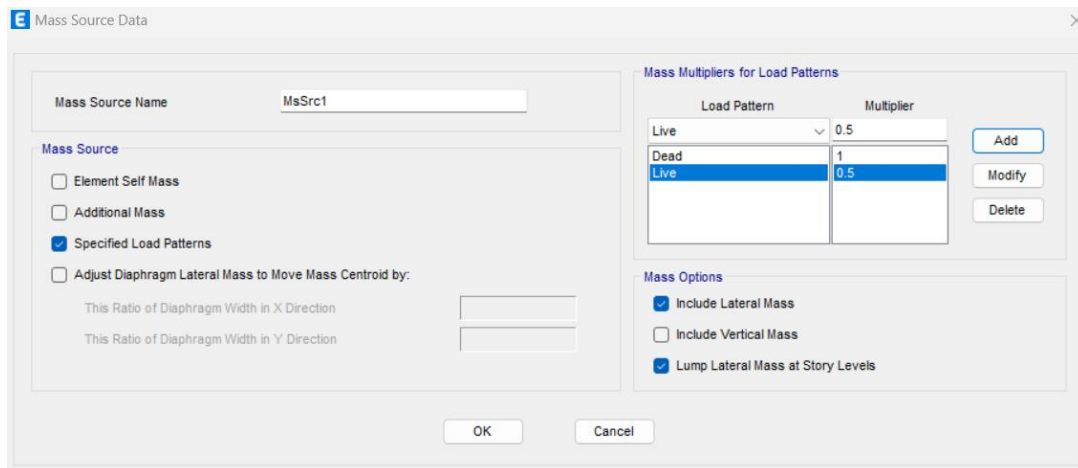 E Mass Source Data
Mass Source Name MsSrc1
Mass Source
Element Self Mass
Additional Mass
Specified Load Patterns
Adjust Diaphragm Lateral Mass to Move Mass Centroid by:
This Ratio of Diaphragm Width in X Direction
This Ratio of Diaphragm Width in Y Direction
Mass Multipliers for Load Patterns
Load Pattern Multiplier
Live 0.5
Dead 1
Live 0.5
Add
Modify
Delete
Mass Options
Include Lateral Mass
Include Vertical Mass
Lump Lateral Mass at Story Levels
OK Cancel